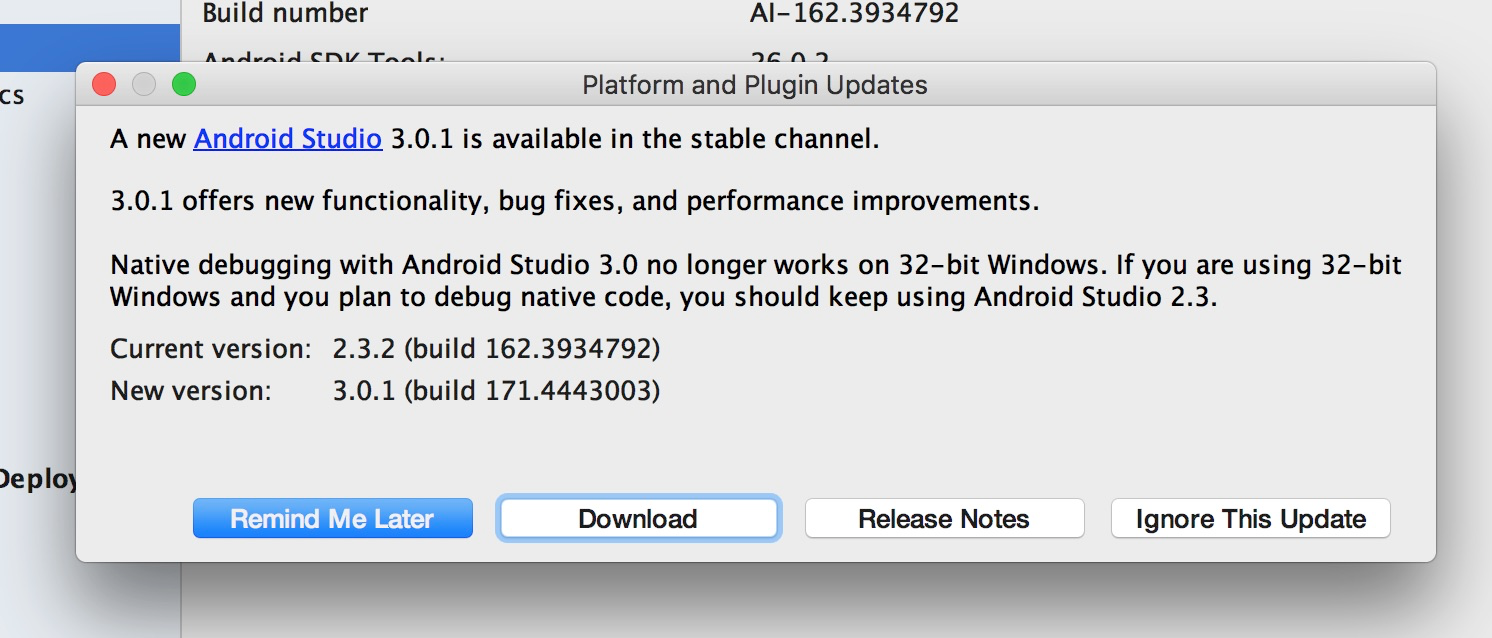 Build number AI-162.3934792
Android SDK Tools: 26.0.2
cs
Platform and Plugin Updates
A new Android Studio 3.0.1 is available in the stable channel.
3.0.1 offers new functionality, bug fixes, and performance improvements.
Native debugging with Android Studio 3.0 no longer works on 32-bit Windows. If you are using 32-bit
Windows and you plan to debug native code, you should keep using Android Studio 2.3.
Current version: 2.3.2 (build 162.3934792)
New version: 3.0.1 (build 171.4443003)
Deploy
Remind Me Later Download Release Notes Ignore This Update